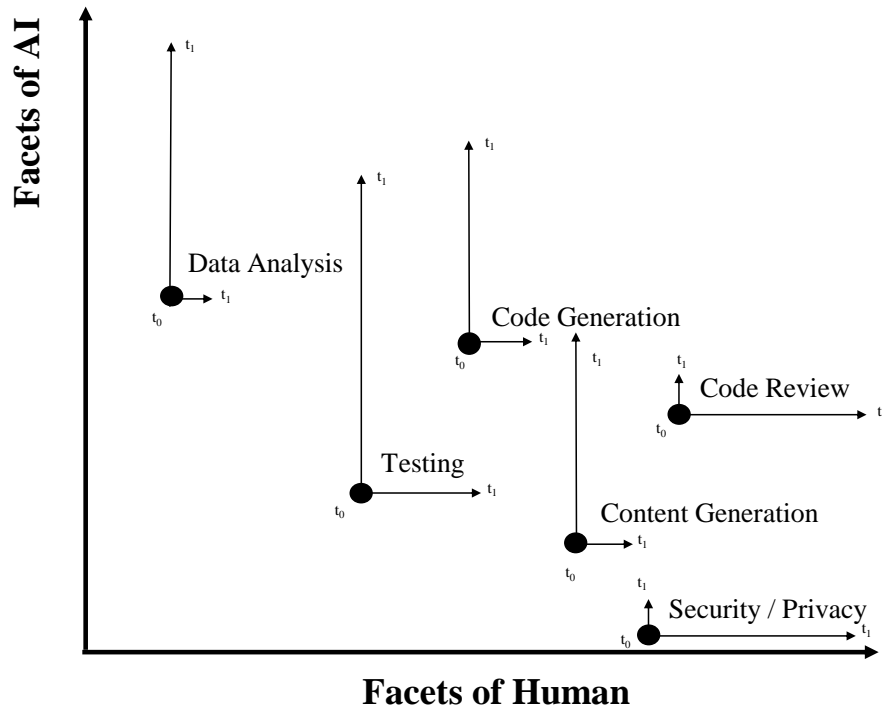 Facets of AI
t1
t1
t1
Data Analysis
t1
t0
Code Generation
t1
t0
t1
t1
Code Review
t
t0
Testing
t1
t0
Content Generation
t1
t0
t1
Security / Privacy
t1
t0
Facets of Human